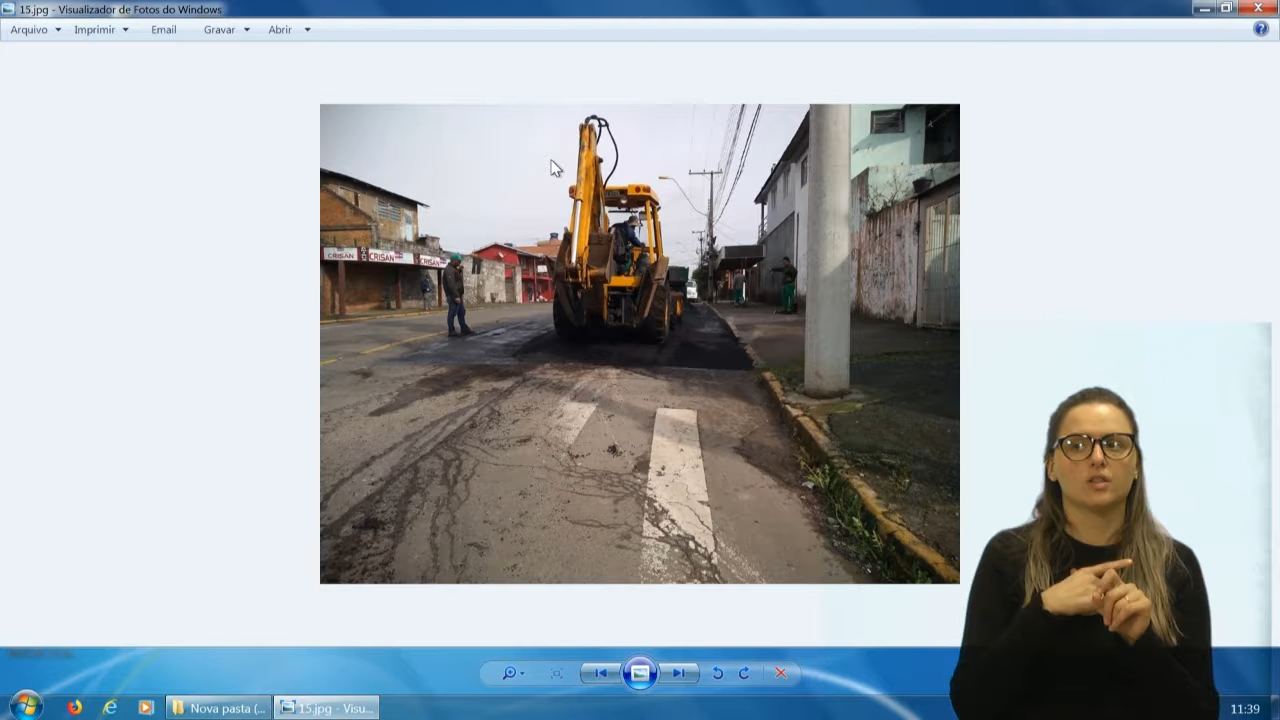 15.jpg - Visualizador de Fotos do Windows
Arquivo Imprimir Email Gravar Abrir
CRISAN CRISAN CRISAN
Nova pasta (... 15.jpg - Visu... 11:39